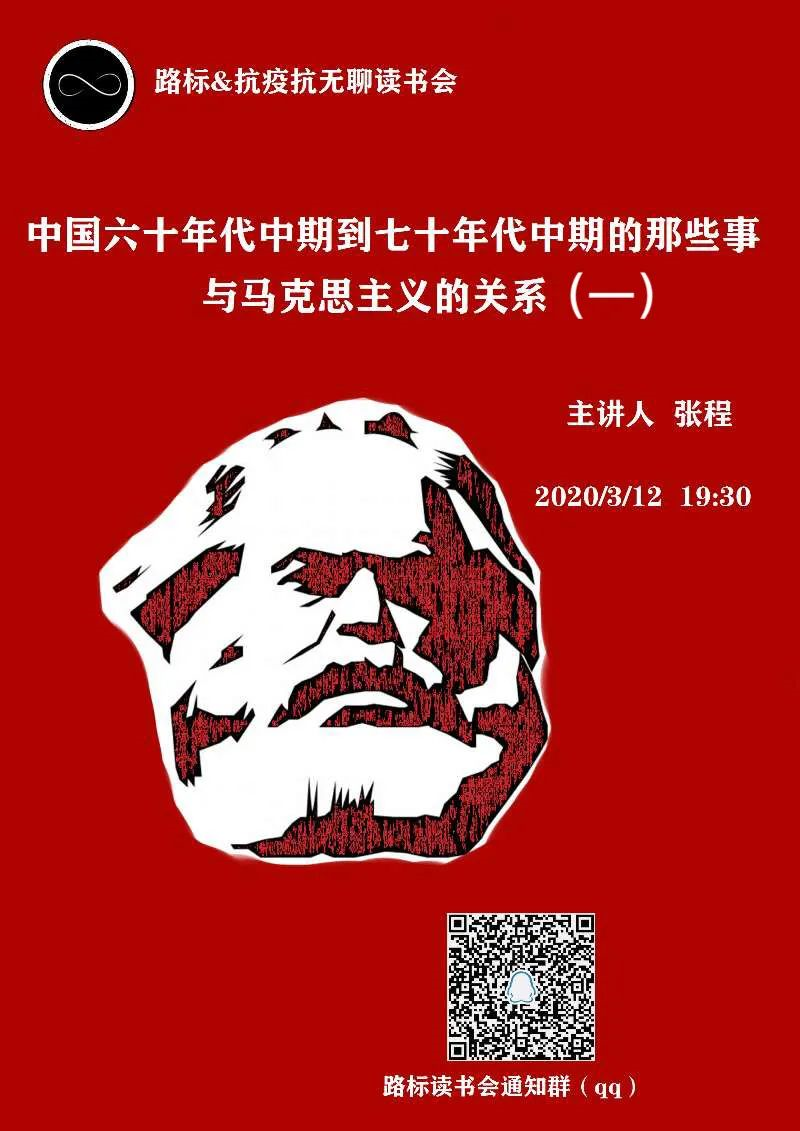 路标&抗疫抗无聊读书会
中国六十年代中期到七十年代中期的那些事
与马克思主义的关系（一）
主讲人 张程
2020/3/12 19:30
路标读书会通知群（qq）